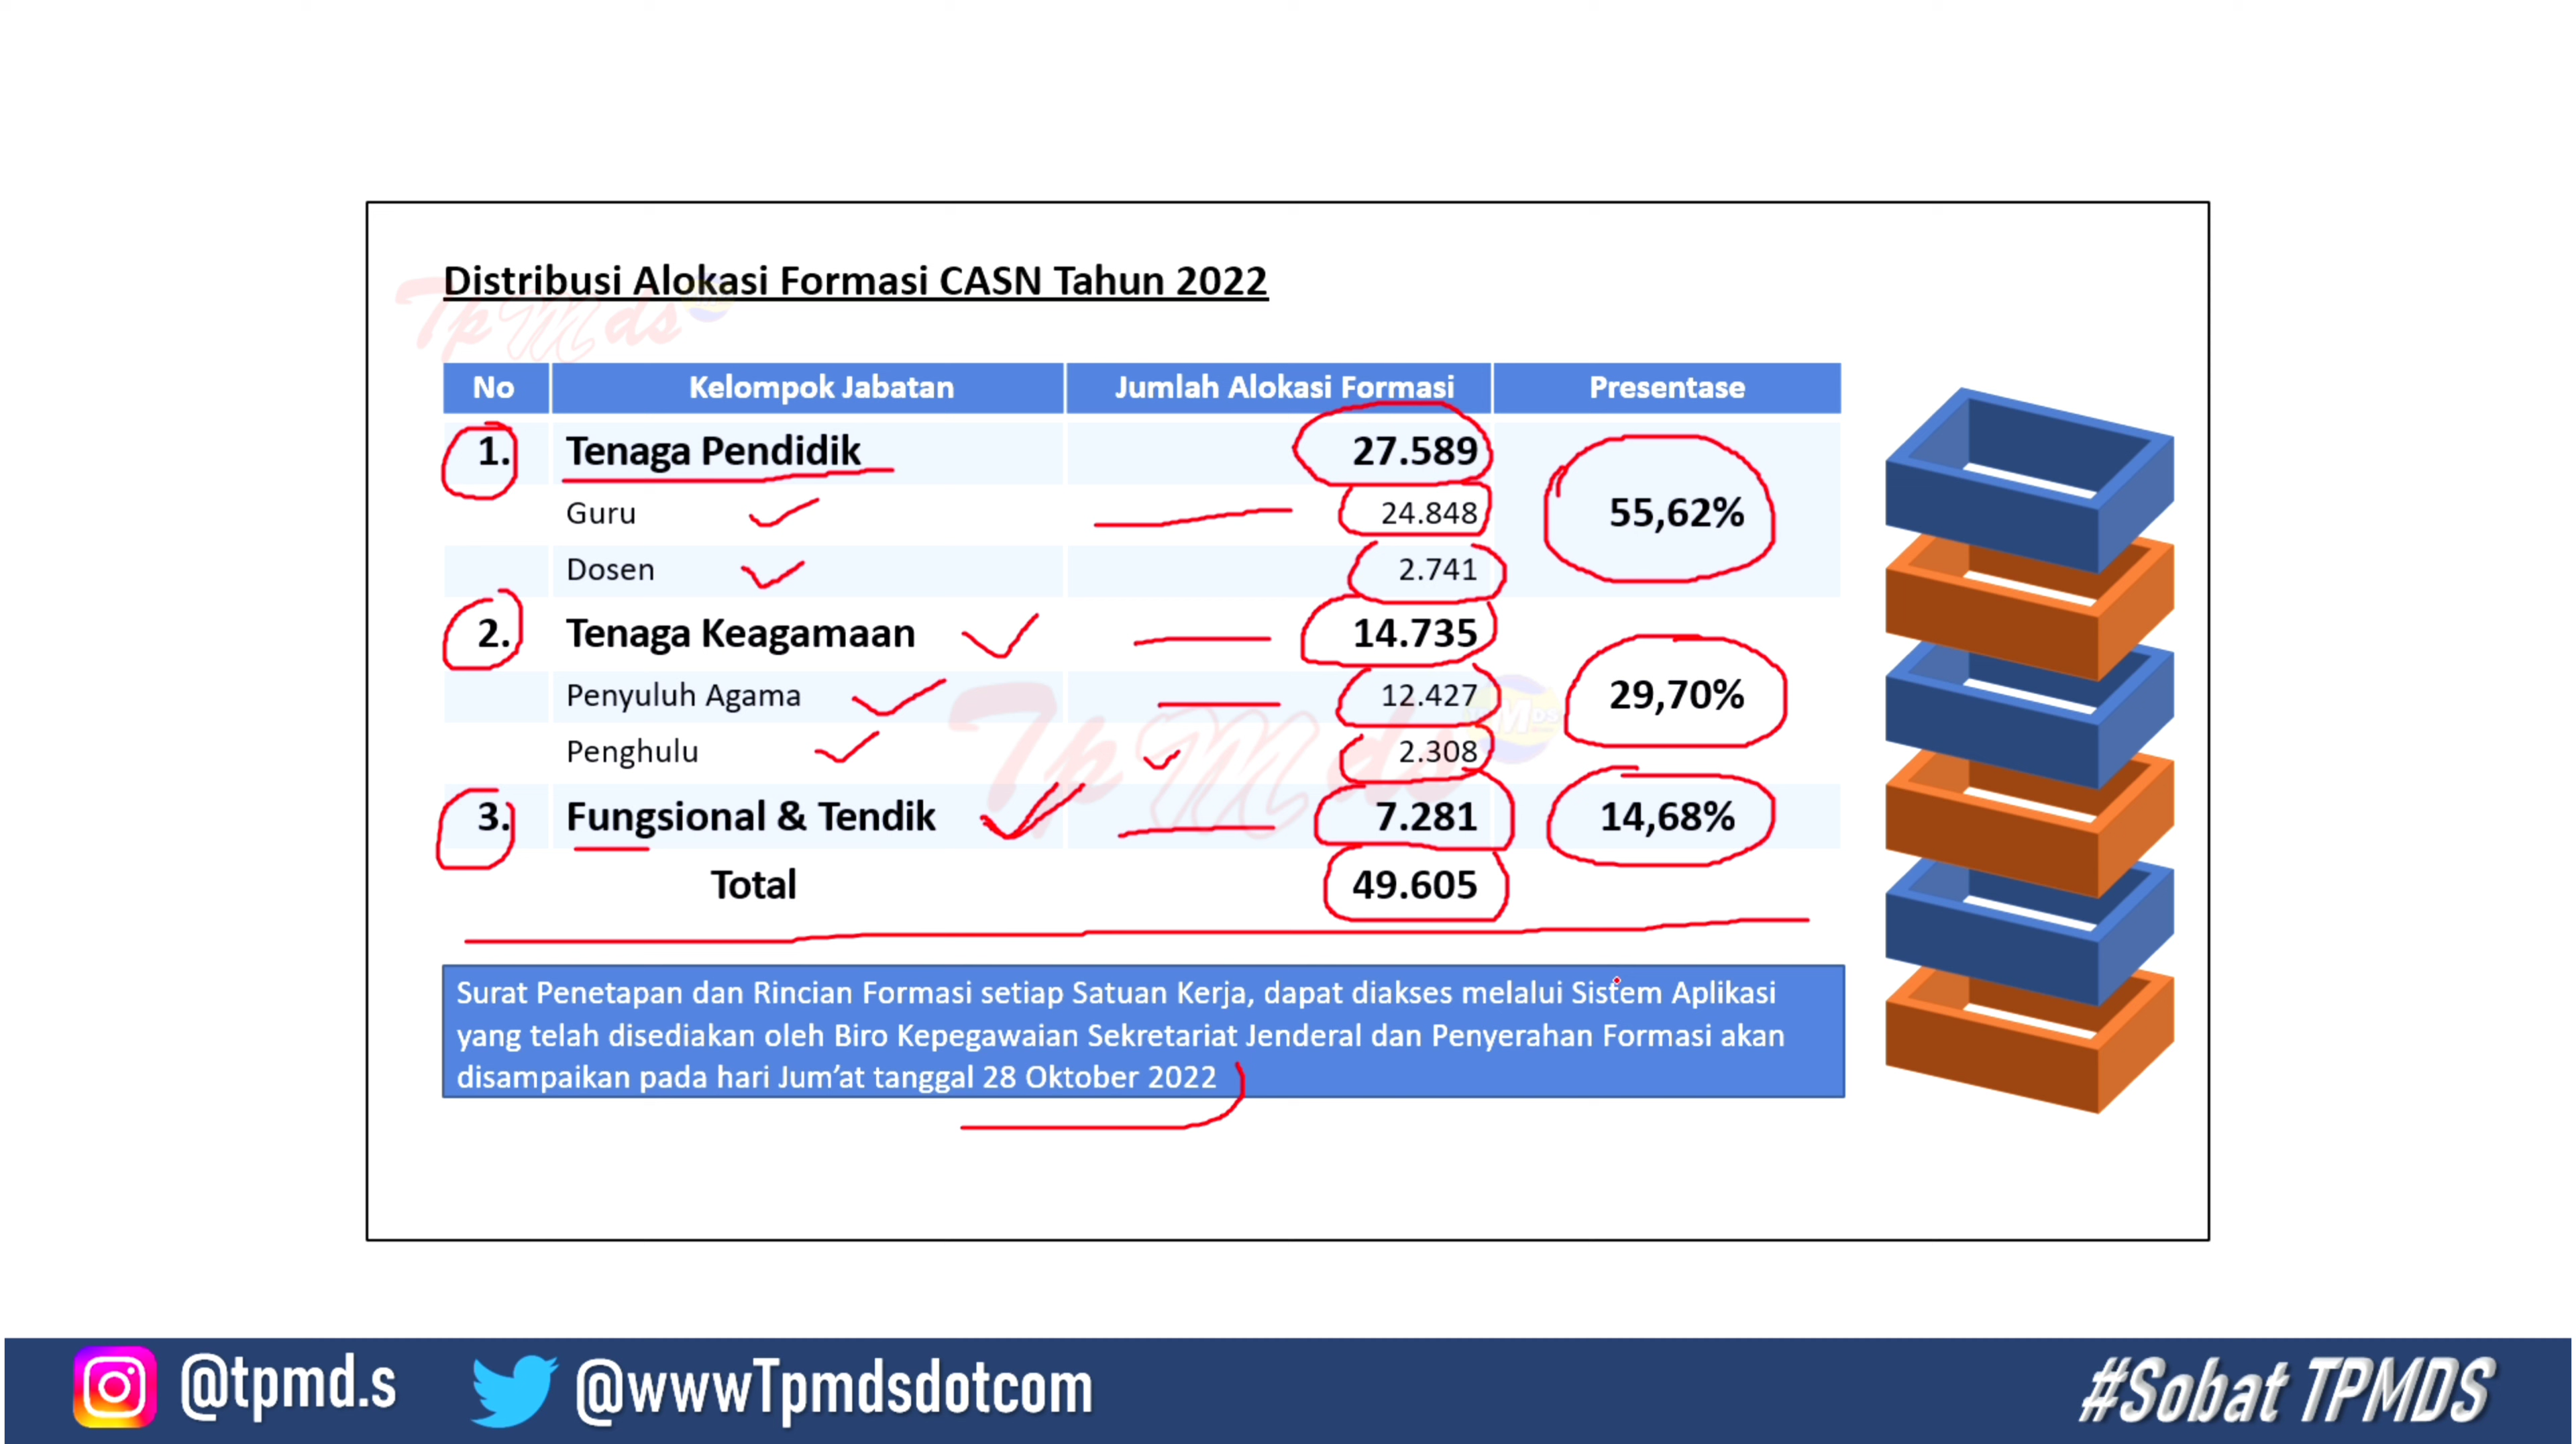 Distribusi Alokasi Formasi CASN Tahun 2022
Tpmds
No Kelompok Jabatan Jumlah Alokasi Formasi Presentase
1. Tenaga Pendidik 27.589
Guru 24.848 55,62%
Dosen 2.741
2. Tenaga Keagamaan 14.735
Penyuluh Agama 12.427 29,70%
Penghulu 2.308
Tpmds
3. Fungsional & Tendik 7.281 14,68%
Total 49.605
Surat Penetapan dan Rincian Formasi setiap Satuan Kerja, dapat diakses melalui Sistem Aplikasi
yang telah disediakan oleh Biro Kepegawaian Sekretariat Jenderal dan Penyerahan Formasi akan
disampaikan pada hari Jum’at tanggal 28 Oktober 2022
@tpmd.s @wwwTpmdsdotcom #Sobat TPMDS